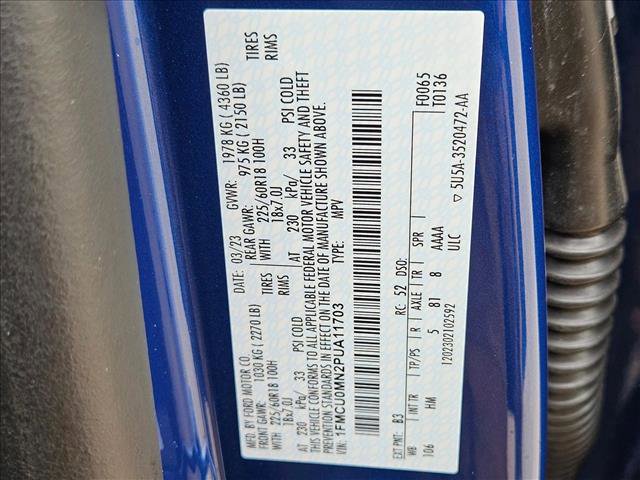 MFD. BY FORD MOTOR CO.
DATE: 03/23 GVWR: 1978 KG ( 4360 LB)
FRONT GAWR: 1030 KG ( 2270 LB) REAR GAWR: 975 KG ( 2150 LB)
WITH 225/60R18 100H TIRES WITH 225/60R18 100H TIRES
18x7.0J RIMS 18x7.0J RIMS
AT 230 kPa/ 33 PSI COLD AT 230 kPa/ 33 PSI COLD
THIS VEHICLE CONFORMS TO ALL APPLICABLE FEDERAL MOTOR VEHICLE SAFETY AND THEFT
PREVENTION STANDARDS IN EFFECT ON THE DATE OF MANUFACTURE SHOWN ABOVE.
VIN: 1FMCU0MN2PUA11703 TYPE: MPV
F0065
T0136
EXT PNT: B3 RC: 52 DSO:
WB INT TR TP/PS R AXLE TR SPR
106 HM 5 81 8 AAAA
ULC
1202302102592
▽ 5U5A-3520472-AA